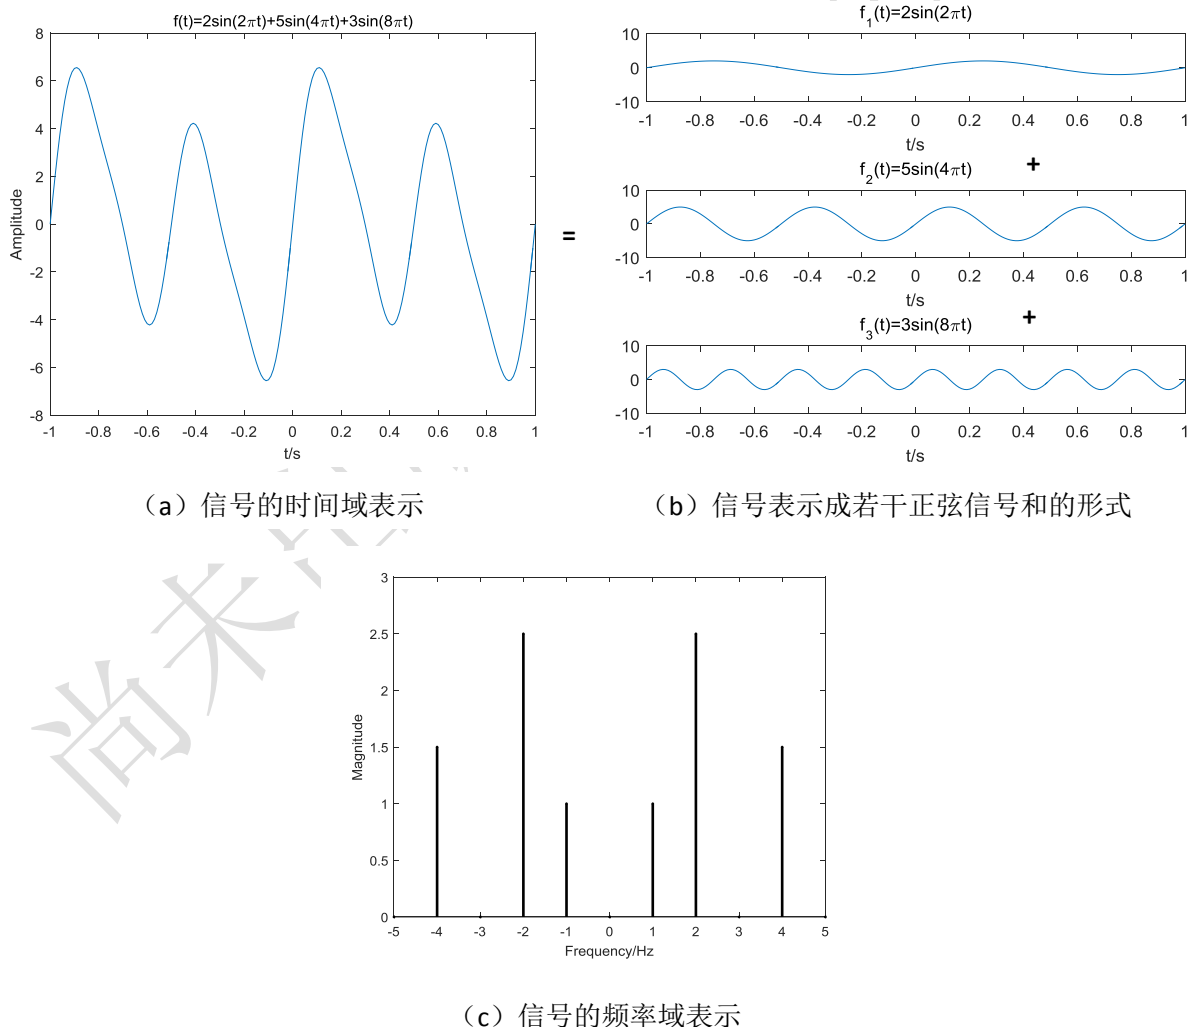 f(t)=2sin(2πt)+5sin(4πt)+3sin(8πt)
8
6
4
2
0
-2
-4
-6
-8
Amplitude
-1 -0.8 -0.6 -0.4 -0.2 0 0.2 0.4 0.6 0.8 1
t/s
=
f1(t)=2sin(2πt)
10
0
-10
-1 -0.8 -0.6 -0.4 -0.2 0 0.2 0.4 0.6 0.8 1
t/s
+
f2(t)=5sin(4πt)
10
0
-10
-1 -0.8 -0.6 -0.4 -0.2 0 0.2 0.4 0.6 0.8 1
t/s
+
f3(t)=3sin(8πt)
10
0
-10
-1 -0.8 -0.6 -0.4 -0.2 0 0.2 0.4 0.6 0.8 1
t/s
（a）信号的时间域表示
（b）信号表示成若干正弦信号和的形式
尚未
3
2.5
2
1.5
1
0.5
0
Magnitude
-5 -4 -3 -2 -1 0 1 2 3 4 5
Frequency/Hz
（c）信号的频率域表示